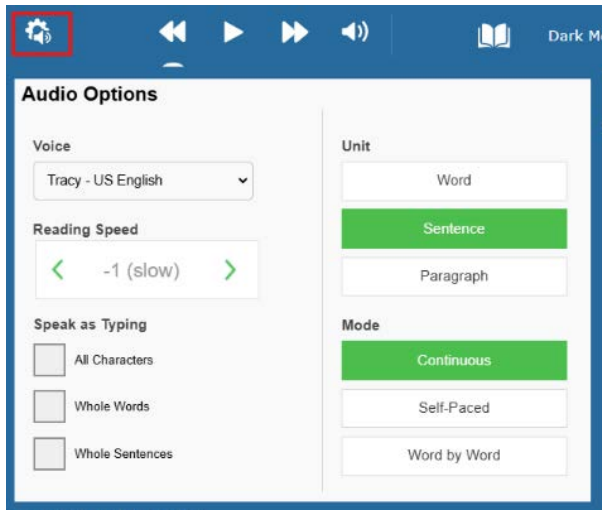 Dark M
Audio Options
Voice
Tracy - US English
Reading Speed
-1 (slow)
Speak as Typing
All Characters
Whole Words
Whole Sentences
Unit
Word
Sentence
Paragraph
Mode
Continuous
Self-Paced
Word by Word